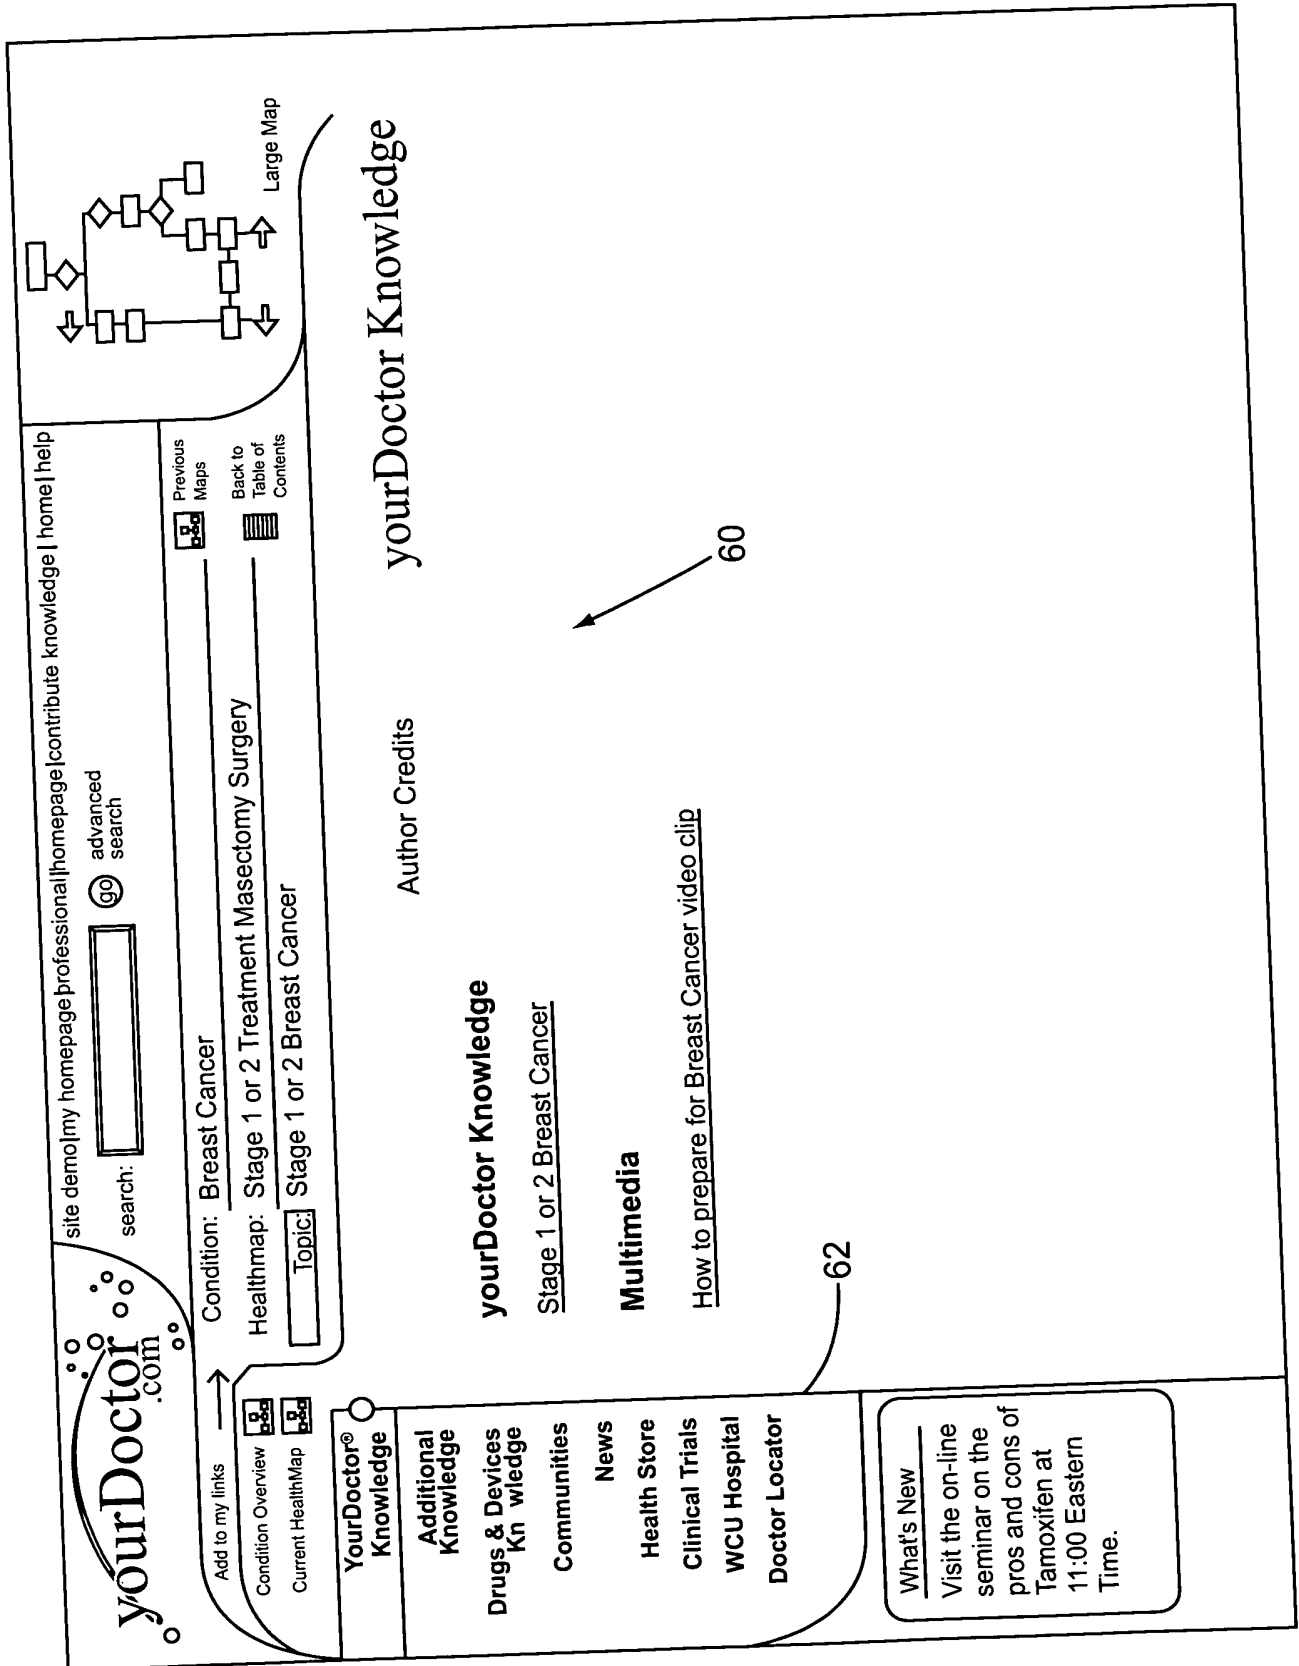 yourDoctor
.com
site demo|my homepage|professional|homepage|contribute knowledge| home| help
search:
go
advanced
search
Large Map
Add to my links
Condition: Breast Cancer
Previous
Maps
Condition Overview
Healthmap: Stage 1 or 2 Treatment Masectomy Surgery
Back to
Table of
Contents
Current HealthMap
Topic: Stage 1 or 2 Breast Cancer
YourDoctor®
Knowledge
Additional
Knowledge
Drugs & Devices
Kn wledge
Communities
News
Health Store
Clinical Trials
WCU Hospital
Doctor Locator
62
What's New
Visit the on-line
seminar on the
pros and cons of
Tamoxifen at
11:00 Eastern
Time.
Author Credits
yourDoctor Knowledge
yourDoctor Knowledge
Stage 1 or 2 Breast Cancer
Multimedia
How to prepare for Breast Cancer video clip
60